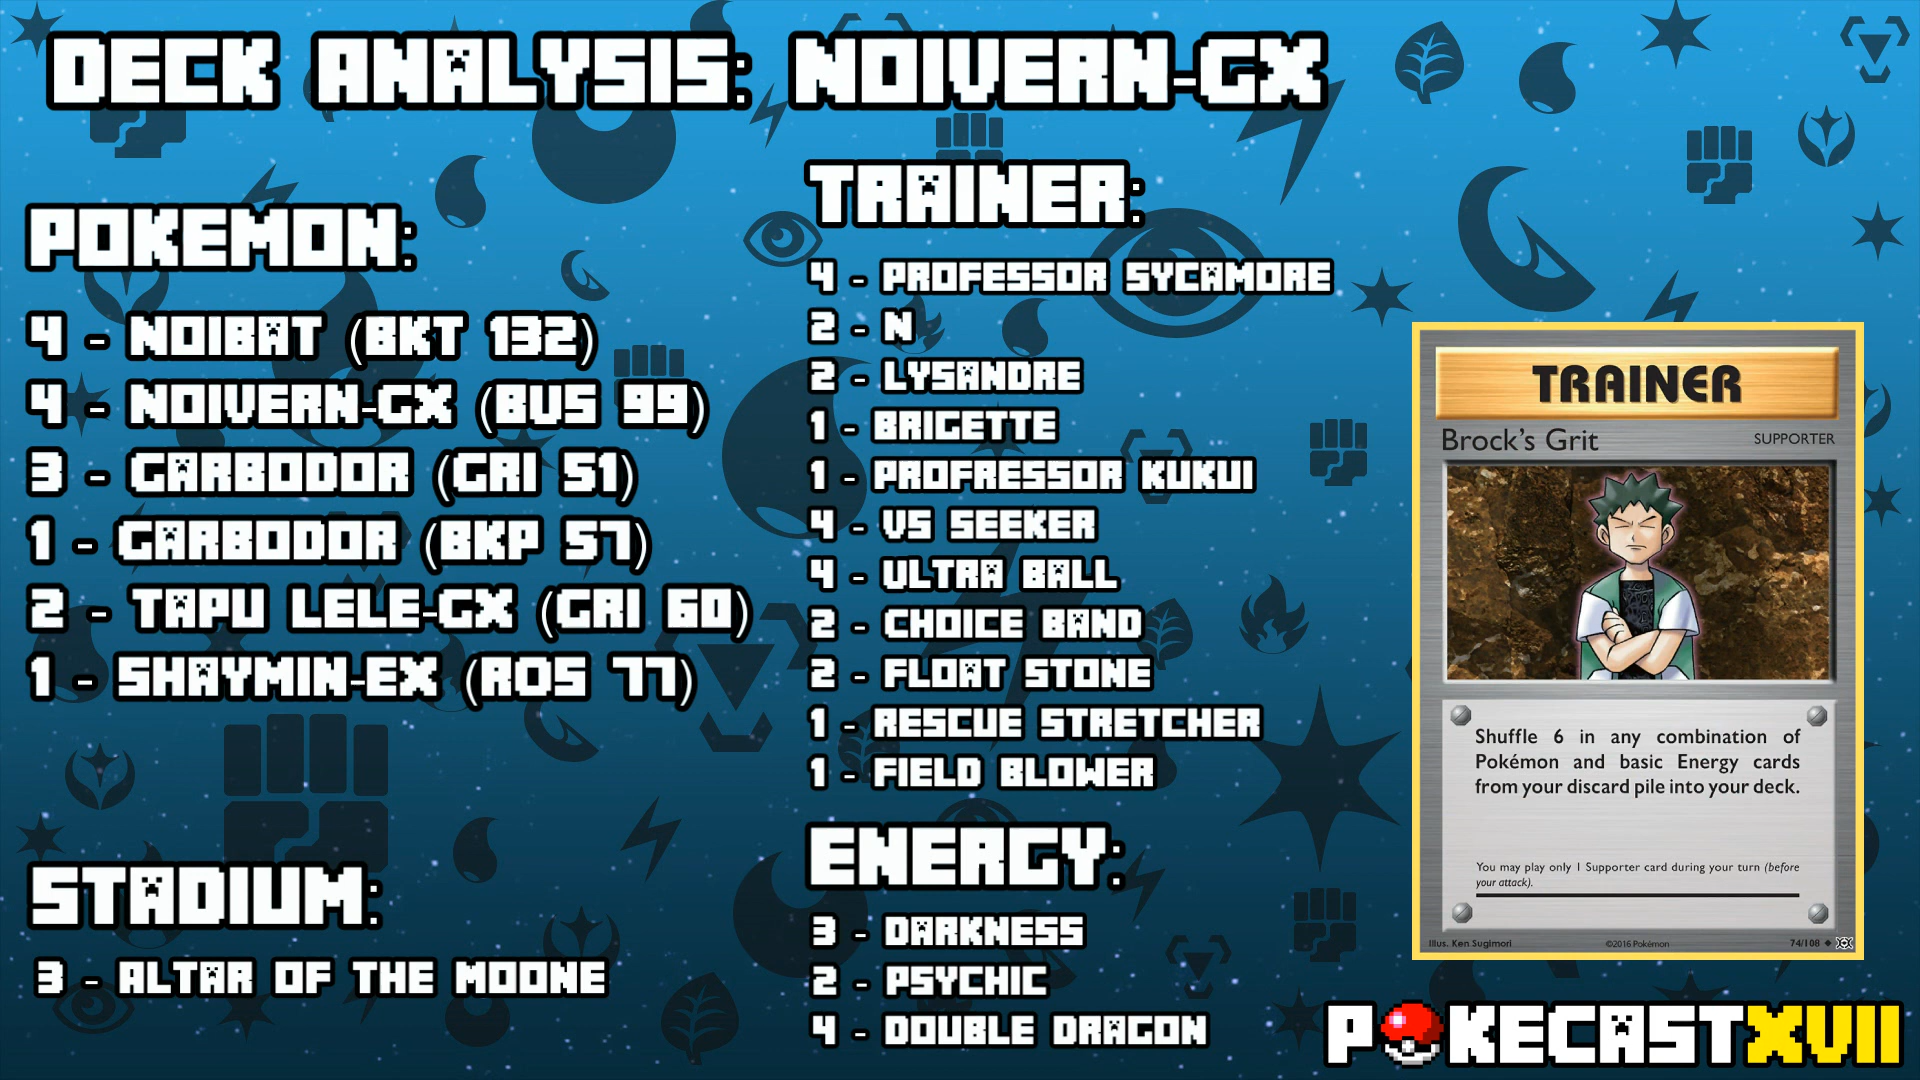 DECK ANALYSIS: NOIVERN-GX
POKEMON:
4 - NOIBAT (BKT 132)
4 - NOIVERN-GX (BUS 99)
3 - GARBODOR (GRI 51)
1 - GARBODOR (BKP 57)
2 - TAPU LELE-GX (GRI 60)
1 - SHAYMIN-EX (ROS 77)
STADIUM:
3 - ALTAR OF THE MOONE
TRAINER:
4 - PROFESSOR SYCAMORE
2 - N
2 - LYSANDRE
1 - BRIGETTE
1 - PROFRESSOR KUKUI
4 - VS SEEKER
4 - ULTRA BALL
2 - CHOICE BAND
2 - FLOAT STONE
1 - RESCUE STRETCHER
1 - FIELD BLOWER
ENERGY:
3 - DARKNESS
2 - PSYCHIC
4 - DOUBLE DRAGON
TRAINER
Brock's Grit SUPPORTER
Shuffle 6 in any combination of
Pokémon and basic Energy cards
from your discard pile into your deck.
You may play only 1 Supporter card during your turn (before
your attack).
Illus. Ken Sugimori ©2016 Pokémon 74/108
POKECASTXVII